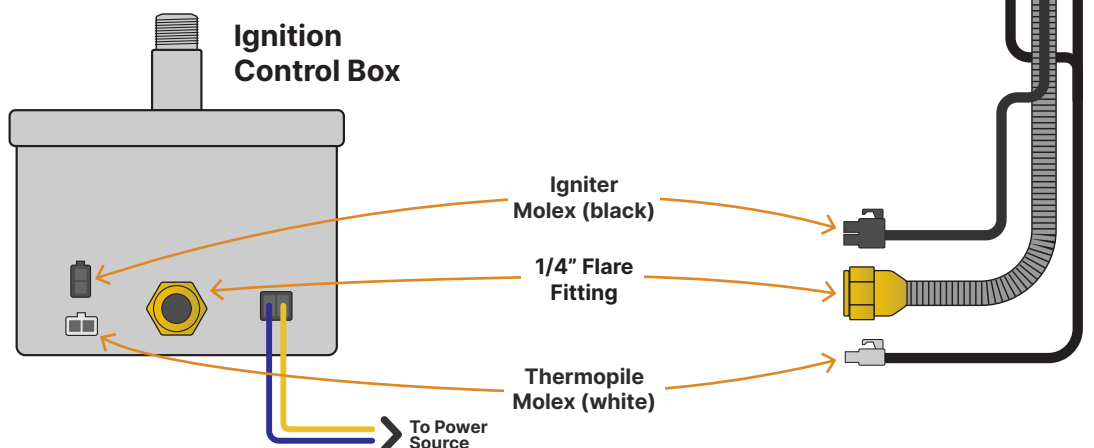 Ignition
Control Box
Igniter
Molex (black)
1/4” Flare
Fitting
Thermopile
Molex (white)
To Power
Source